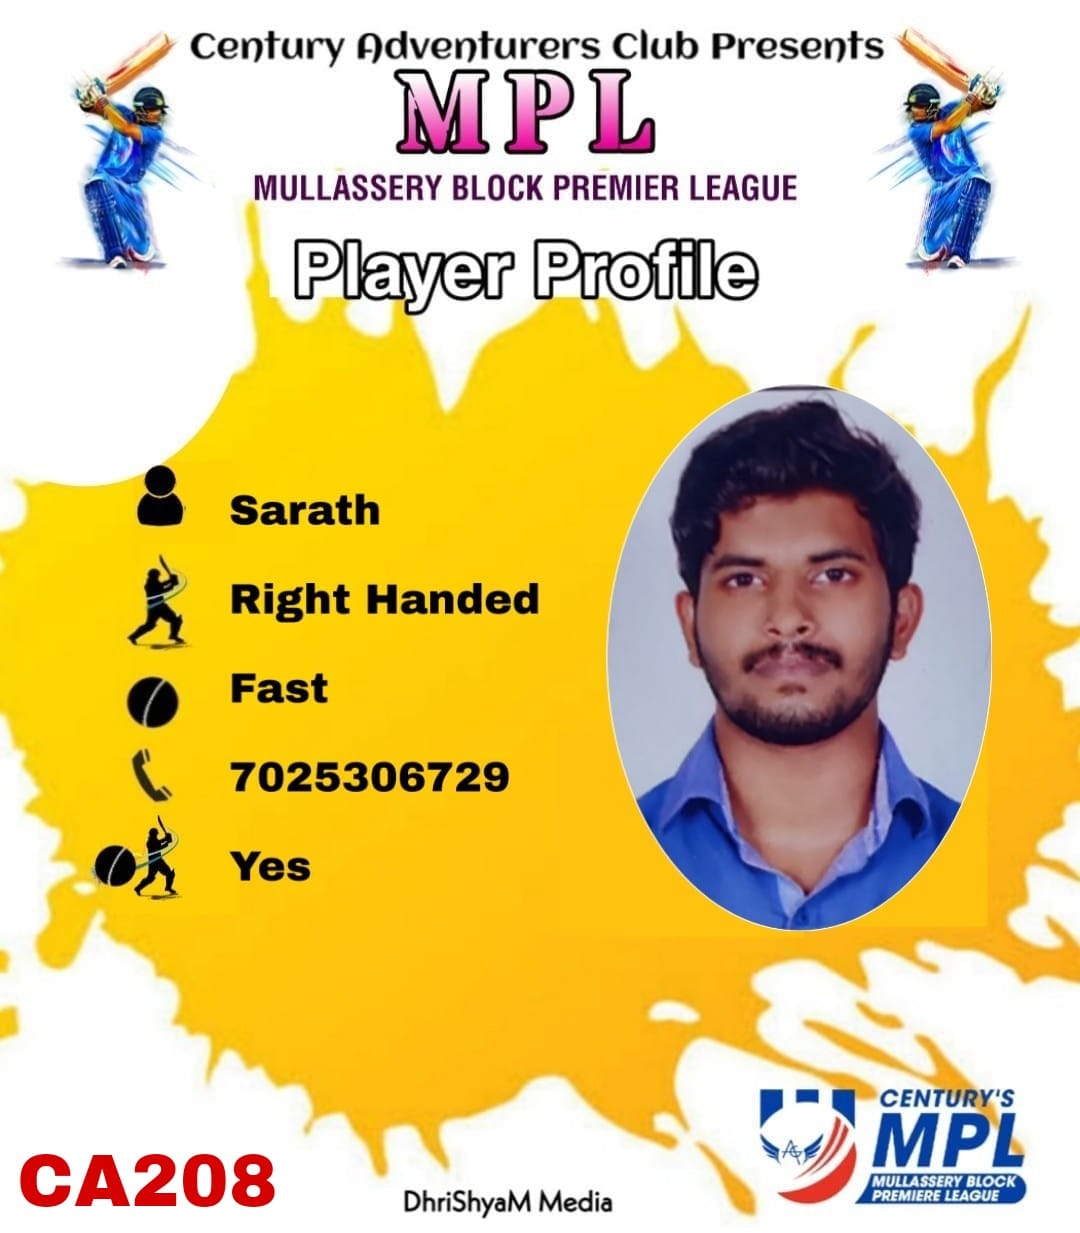 Century Adventurers Club Presents
MPL
MULLASSERY BLOCK PREMIER LEAGUE
Player Profile
Sarath
Right Handed
Fast
7025306729
Yes
CA208
DhriShyaM Media
CENTURY'S
MPL
MULLASSERY BLOCK
PREMIERE LEAGUE